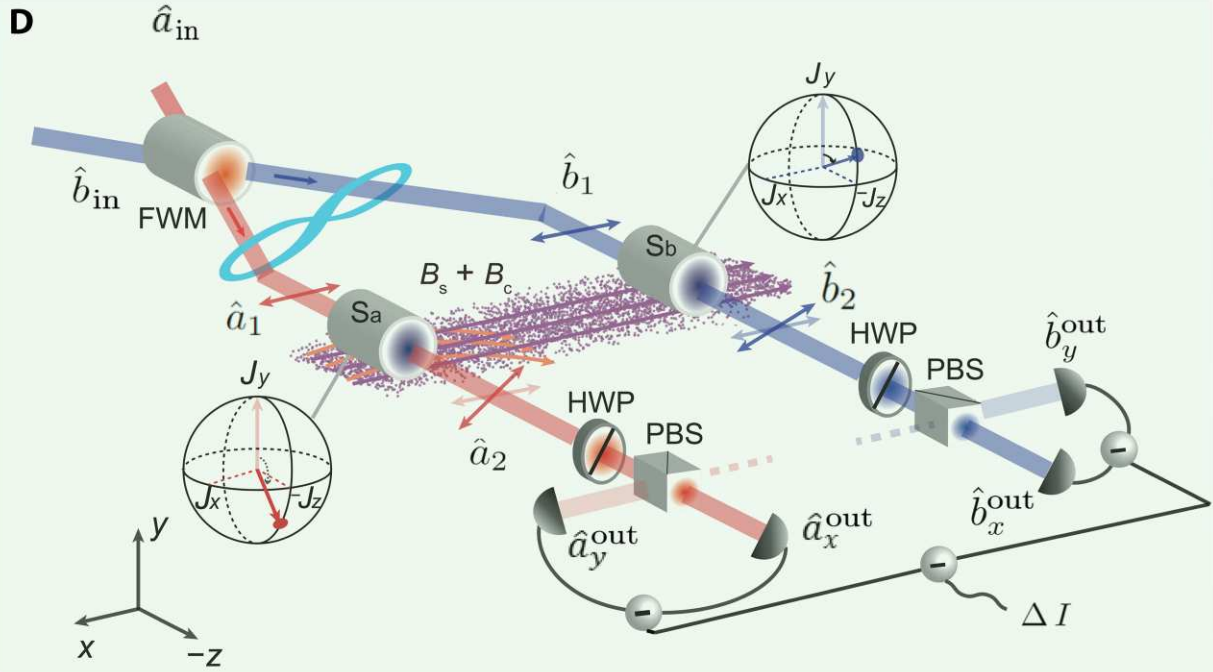 D
â_in
b̂_in
FWM
b̂_1
J_y
J_x
-J_z
S_b
B_s + B_c
â_1
S_a
b̂_2
HWP
PBS
b̂_y^out
J_y
J_x
-J_z
HWP
PBS
â_2
b̂_x^out
â_y^out
â_x^out
-
-
-
y
x
-z
Δ I